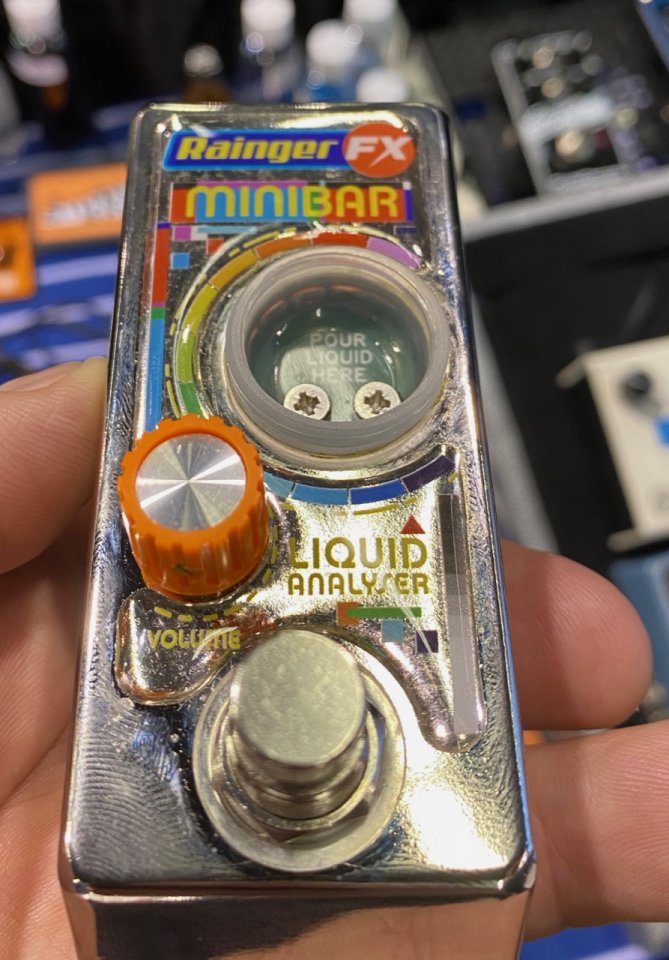 Rainger FX
MINIBAR
POUR
LIQUID
HERE
LIQUID
ANALYSER
VOLUME